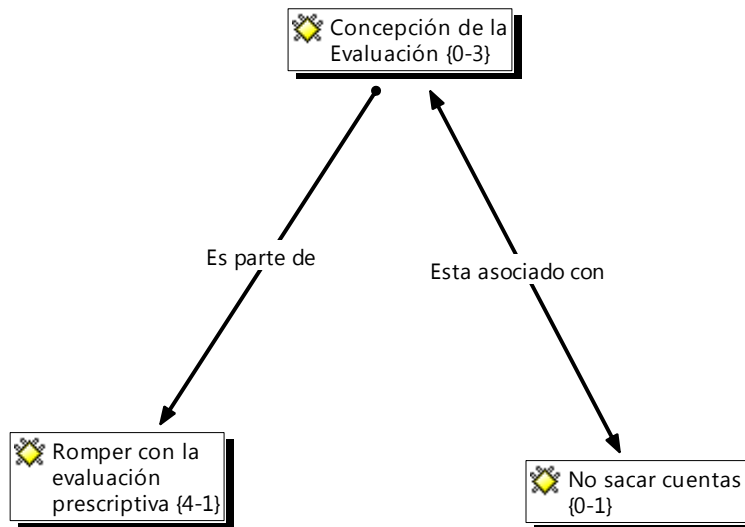 Concepción de la
Evaluación {0-3}
Es parte de
Esta asociado con
Romper con la
evaluación
prescriptiva {4-1}
No sacar cuentas
{0-1}